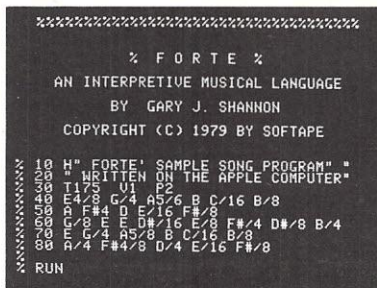 %%%%%%%%%%%%%%%%%%%%%%%%%%%%%%%%%
% F O R T E %
AN INTERPRETIVE MUSICAL LANGUAGE
BY GARY J. SHANNON
COPYRIGHT (C) 1979 BY SOFTAPE
% 10 H" FORTE' SAMPLE SONG PROGRAM" "
% 20 " WRITTEN ON THE APPLE COMPUTER"
% 30 T175 V1 P2
% 40 E4/8 G/4 A5/6 B C/16 B/8
% 50 A F#4 D E/16 F#/8
% 60 G/8 E E D#/16 E/8 F#/4 D#/8 B/4
% 70 E G/4 A5/8 B C/16 B/8
% 80 A/4 F#4/8 D/4 E/16 F#/8
%
% RUN